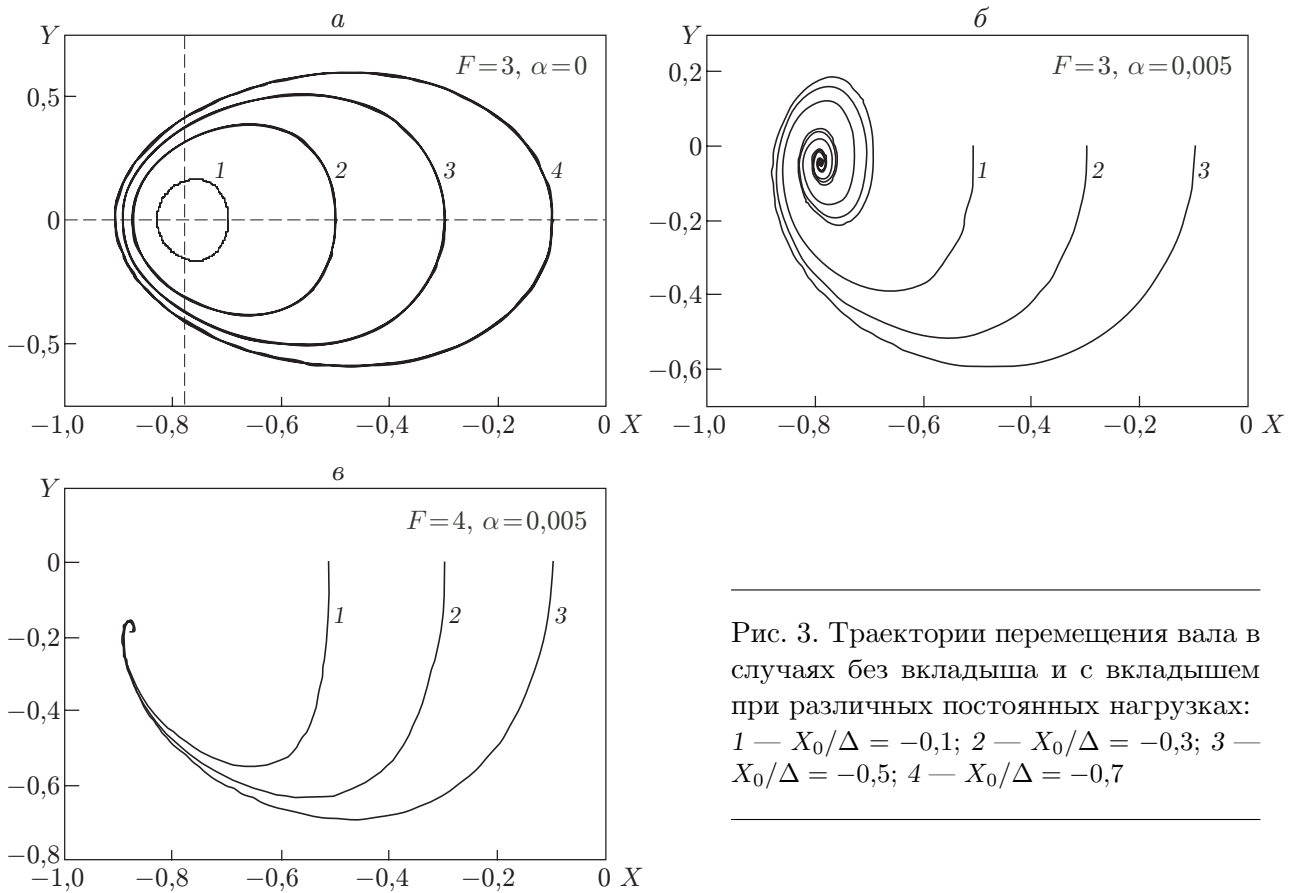 а
Y
F=3, α=0
0,5
1
2
3
4
0
−0,5
−1,0
−0,8
−0,6
−0,4
−0,2
0 X
б
Y
F=3, α=0,005
0,2
0
1
2
3
−0,2
−0,4
−0,6
−1,0
−0,8
−0,6
−0,4
−0,2
0 X
в
Y
F=4, α=0,005
0
1
2
3
−0,2
−0,4
−0,6
−0,8
−1,0
−0,8
−0,6
−0,4
−0,2
0 X
Рис. 3. Траектории перемещения вала в
случаях без вкладыша и с вкладышем
при различных постоянных нагрузках:
1 — X₀/Δ = −0,1; 2 — X₀/Δ = −0,3; 3 —
X₀/Δ = −0,5; 4 — X₀/Δ = −0,7